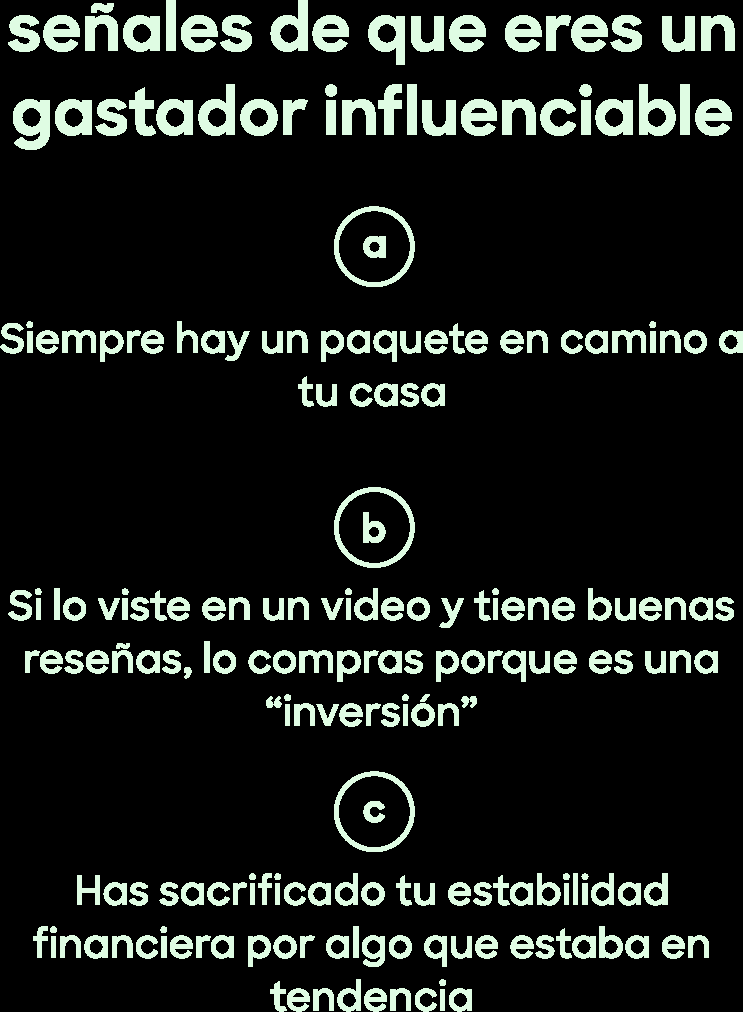 señales de que eres un
gastador influenciable
a
Siempre hay un paquete en camino a
tu casa
b
Si lo viste en un video y tiene buenas
reseñas, lo compras porque es una
“inversión”
c
Has sacrificado tu estabilidad
financiera por algo que estaba en
tendencia